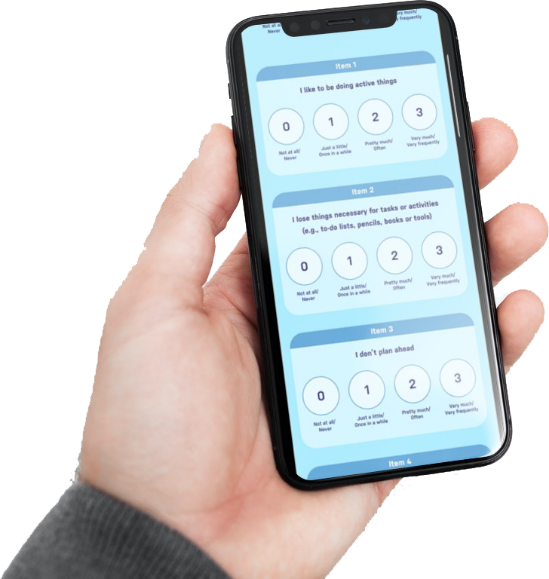 Never
very much/
Very frequently
Item 1
I like to be doing active things
0 1 2 3
Not at all/ Just a little/ Pretty much/ Very much/
Never Once in a while Often Very frequently
Item 2
I lose things necessary for tasks or activities
(e.g., to-do lists, pencils, books or tools)
0 1 2 3
Not at all/ Just a little/ Pretty much/ Very much/
Never Once in a while Often Very frequently
Item 3
I don't plan ahead
0 1 2 3
Not at all/ Just a little/ Pretty much/ Very much/
Never Once in a while Often Very frequently
Item 4